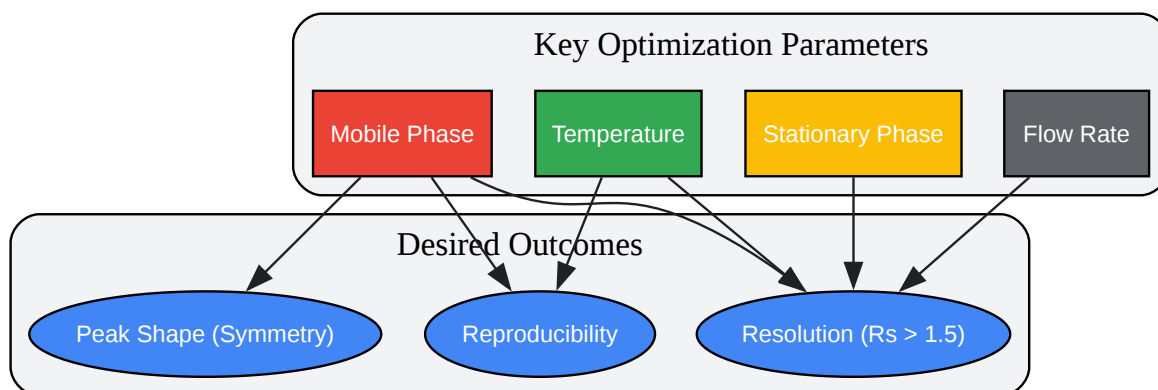 Key Optimization Parameters
Mobile Phase
Temperature
Stationary Phase
Flow Rate
Desired Outcomes
Peak Shape (Symmetry)
Reproducibility
Resolution (Rs > 1.5)